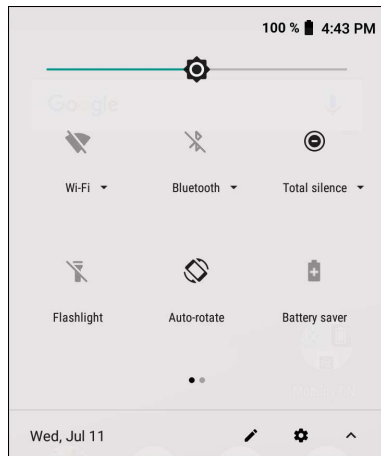 100 % 4:43 PM
Google
Wi-Fi Bluetooth Total silence
Flashlight Auto-rotate Battery saver
Wed, Jul 11